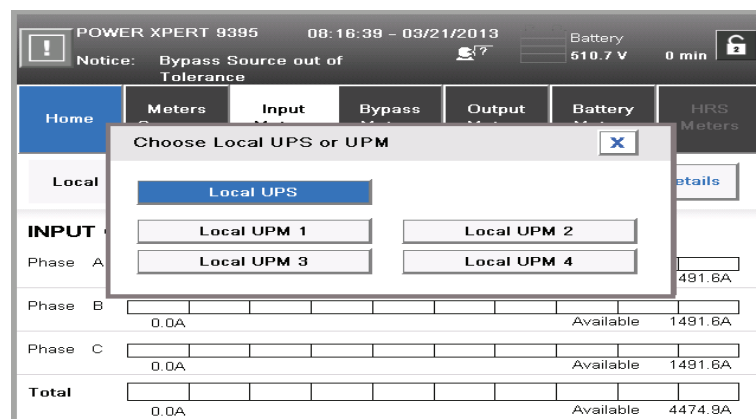 POWER XPERT 9395 08:16:39 - 03/21/2013 Battery
Notice: Bypass Source out of Tolerance 510.7 V 0 min 2
Home Meters Input Bypass Output Battery HRS Meters
Choose Local UPS or UPM X
Local Local UPS etails
INPUT Local UPM 1 Local UPM 2
Phase A Local UPM 3 Local UPM 4
491.6A
Phase B
0.0A Available 1491.6A
Phase C
0.0A Available 1491.6A
Total
0.0A Available 4474.9A